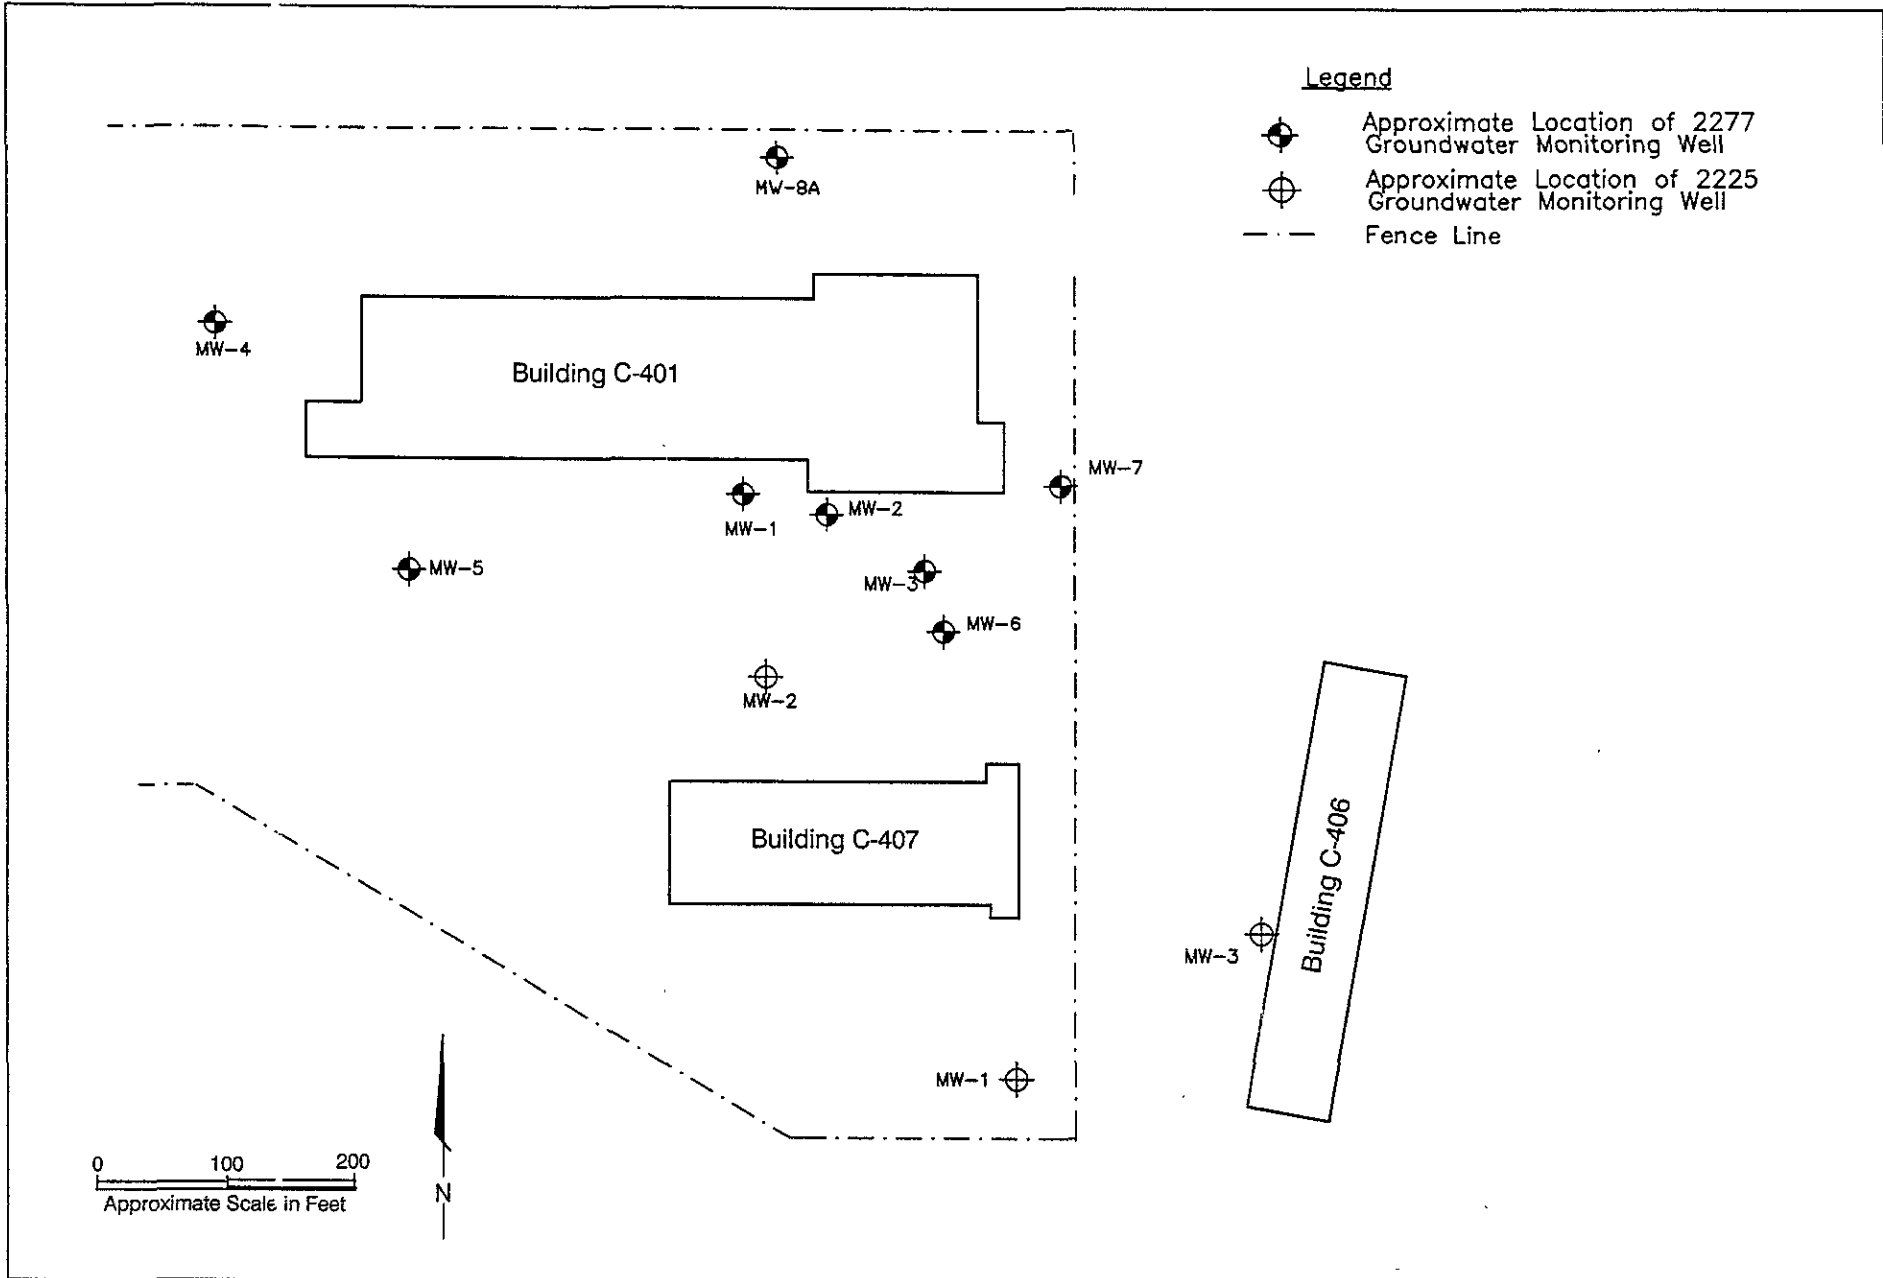 Legend
Approximate Location of 2277
Groundwater Monitoring Well
Approximate Location of 2225
Groundwater Monitoring Well
Fence Line
MW-8A
MW-4
Building C-401
MW-7
MW-1
MW-2
MW-5
MW-3
MW-6
MW-2
Building C-407
Building C-406
MW-3
MW-1
0 100 200
Approximate Scale in Feet
N